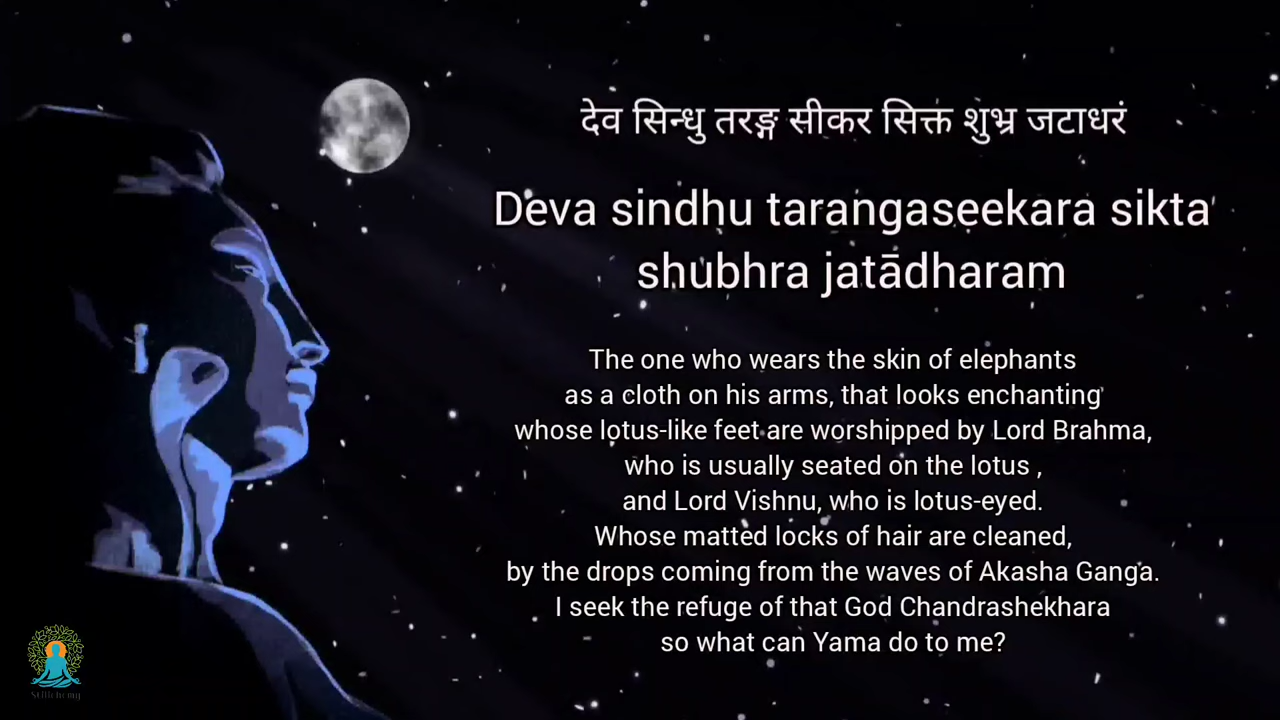 देव सिन्धु तरङ्ग सीकर सिक्त शुभ्र जटाधरं
Deva sindhu tarangaseekara sikta
shubhra jatādharam
The one who wears the skin of elephants
as a cloth on his arms, that looks enchanting
whose lotus-like feet are worshipped by Lord Brahma,
who is usually seated on the lotus ,
and Lord Vishnu, who is lotus-eyed.
Whose matted locks of hair are cleaned,
by the drops coming from the waves of Akasha Ganga.
I seek the refuge of that God Chandrashekhara
so what can Yama do to me?